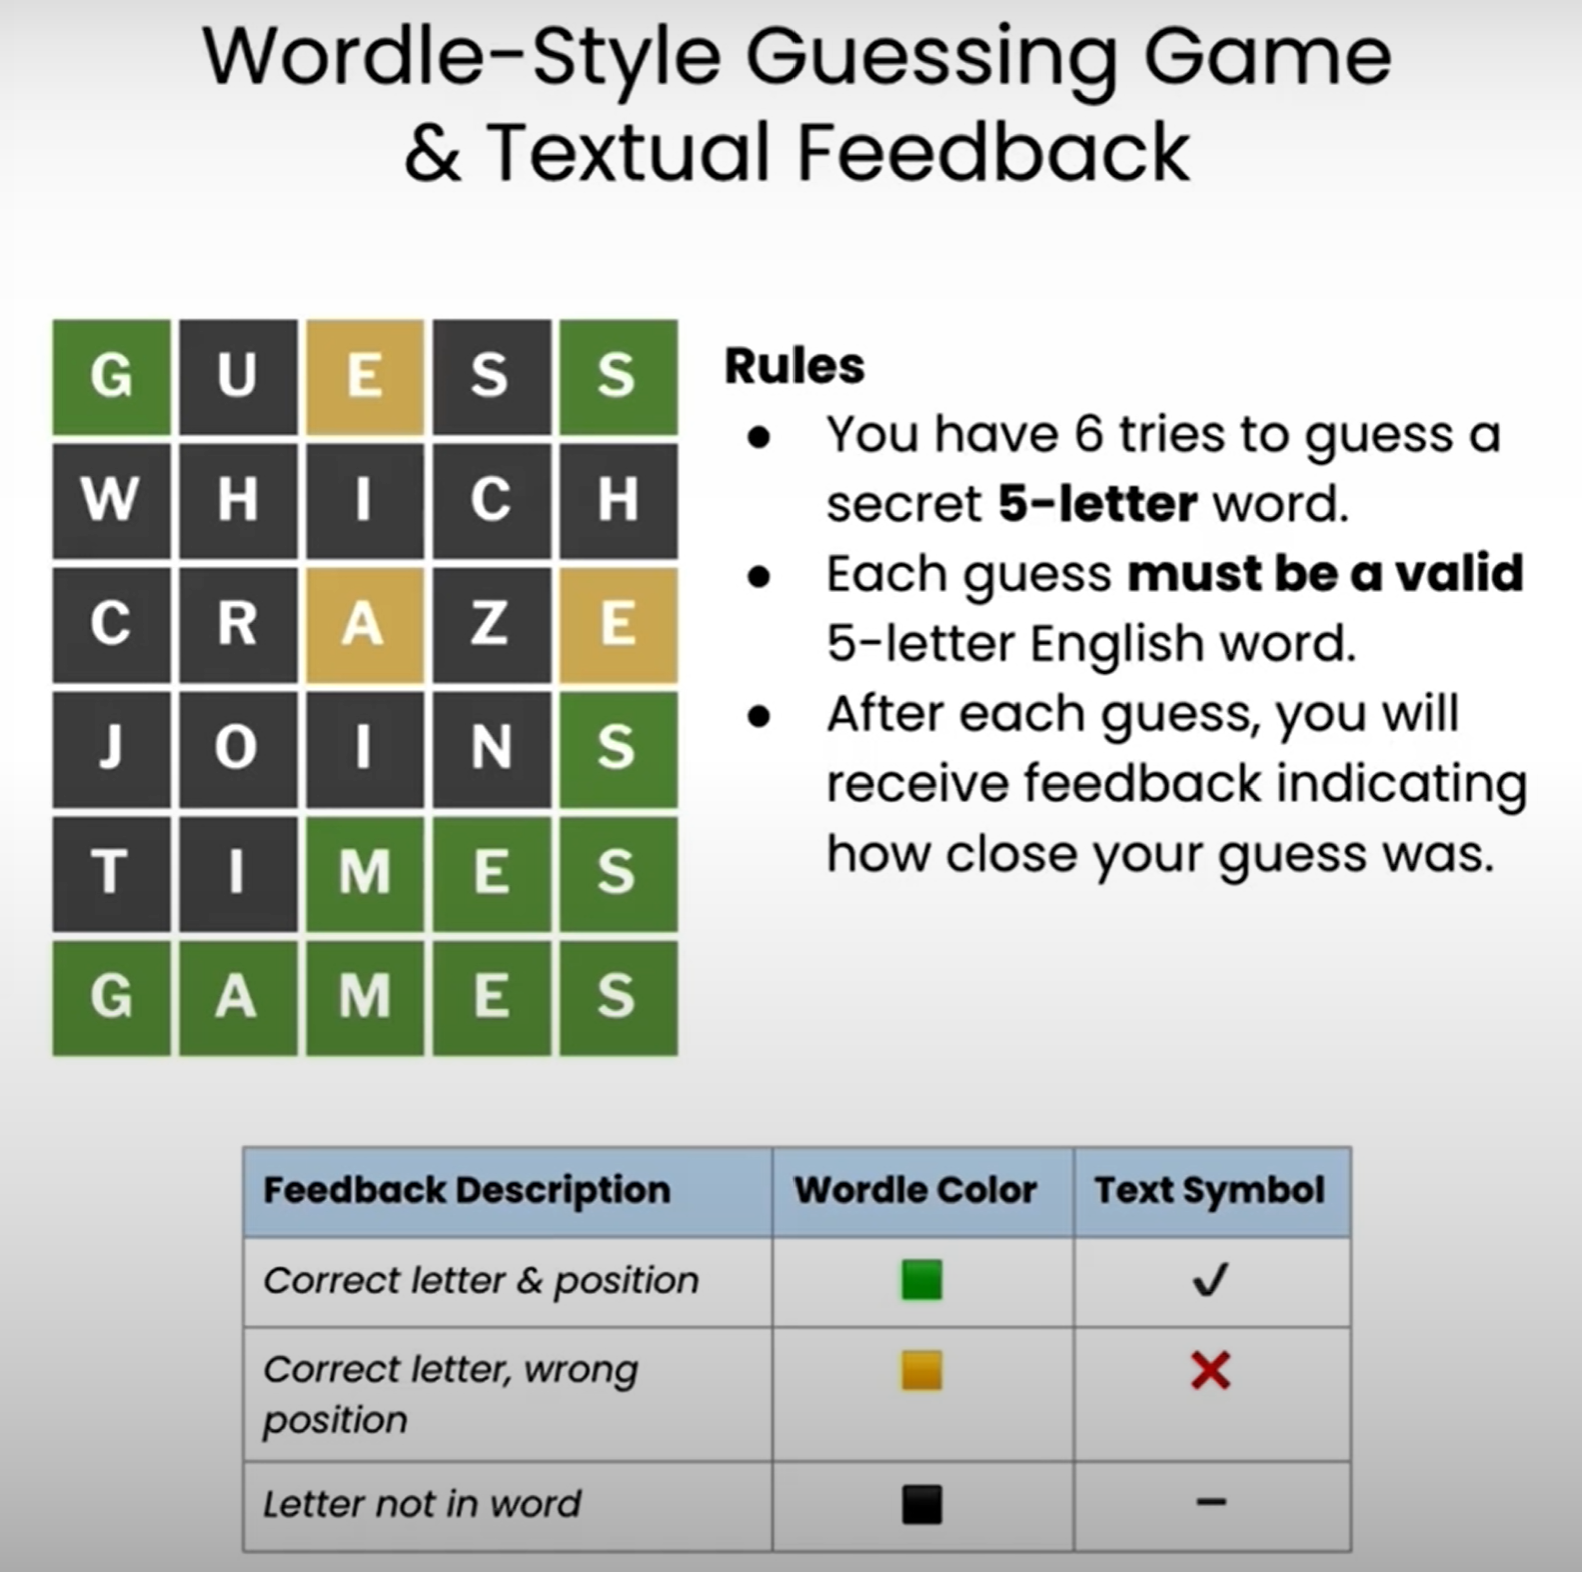 Wordle-Style Guessing Game
& Textual Feedback
G U E S S
W H I C H
C R A Z E
J O I N S
T I M E S
G A M E S
Rules
● You have 6 tries to guess a
secret 5-letter word.
● Each guess must be a valid
5-letter English word.
● After each guess, you will
receive feedback indicating
how close your guess was.
Feedback Description Wordle Color Text Symbol
Correct letter & position ✓
Correct letter, wrong
position ❌
Letter not in word –